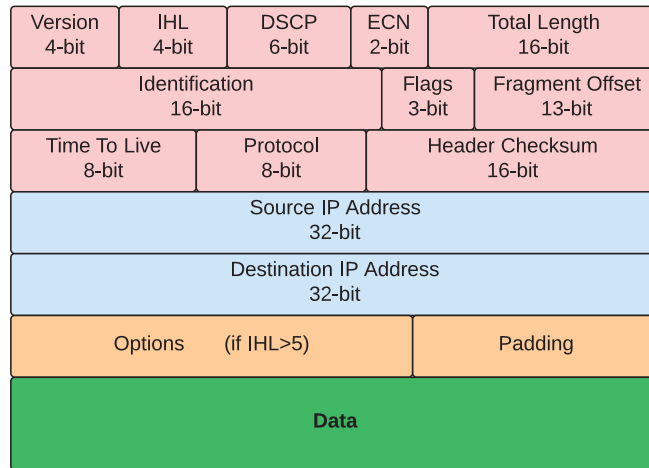 Version IHL DSCP ECN Total Length
4-bit 4-bit 6-bit 2-bit 16-bit
Identification Flags Fragment Offset
16-bit 3-bit 13-bit
Time To Live Protocol Header Checksum
8-bit 8-bit 16-bit
Source IP Address
32-bit
Destination IP Address
32-bit
Options (if IHL>5) Padding
Data